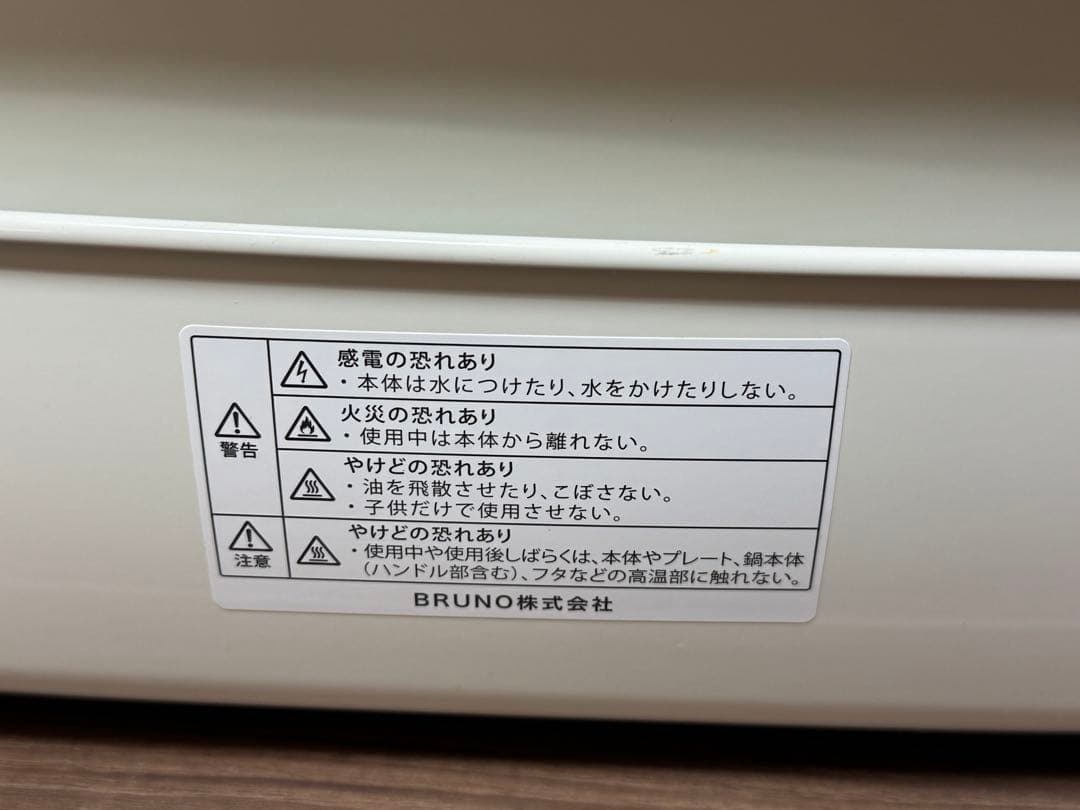 警告
感電の恐れあり
・本体は水につけたり、水をかけたりしない。
火災の恐れあり
・使用中は本体から離れない。
やけどの恐れあり
・油を飛散させたり、こぼさない。
・子供だけで使用させない。
注意
やけどの恐れあり
・使用中や使用後しばらくは、本体やプレート、鍋本体
（ハンドル部含む）、フタなどの高温部に触れない。
BRUNO株式会社